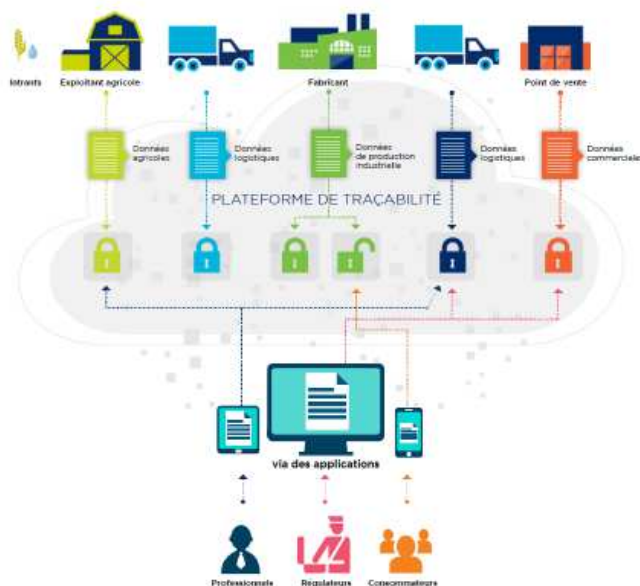 Intrants
Exploitant agricole
Fabricant
Point de vente
Données
agricoles
Données
logistiques
Données
de production
industrielle
Données
logistiques
Données
commerciale
PLATEFORME DE TRAÇABILITÉ
via des applications
Professionnels
Régulateurs
Consommateurs